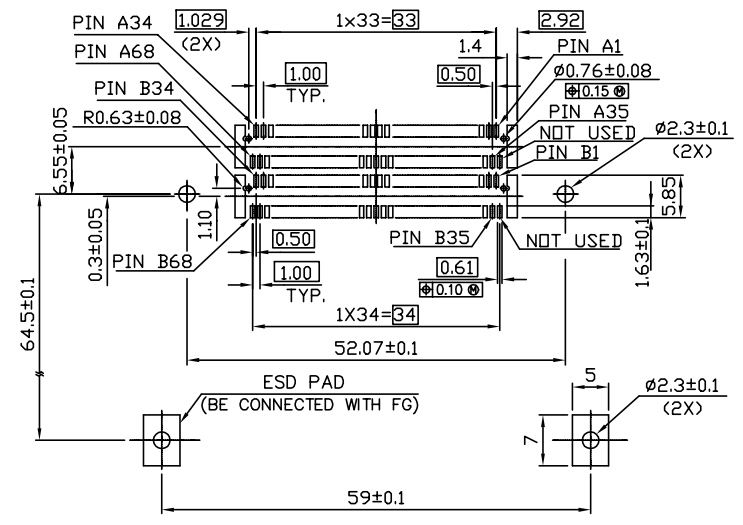 PIN A34
1.029
(2X)
1x33=33
2.92
1.4
PIN A1
PIN A68
1.00
TYP.
0.50
Ø0.76±0.08
⌖ 0.15 Ⓜ
PIN B34
PIN A35
R0.63±0.08
NOT USED
Ø2.3±0.1
(2X)
PIN B1
6.55±0.05
5.85
1.10
0.3±0.05
0.50
PIN B35
NOT USED
1.63±0.1
PIN B68
1.00
TYP.
0.61
⌖ 0.10 Ⓜ
1X34=34
64.5±0.1
52.07±0.1
ESD PAD
(BE CONNECTED WITH FG)
5
Ø2.3±0.1
(2X)
7
59±0.1